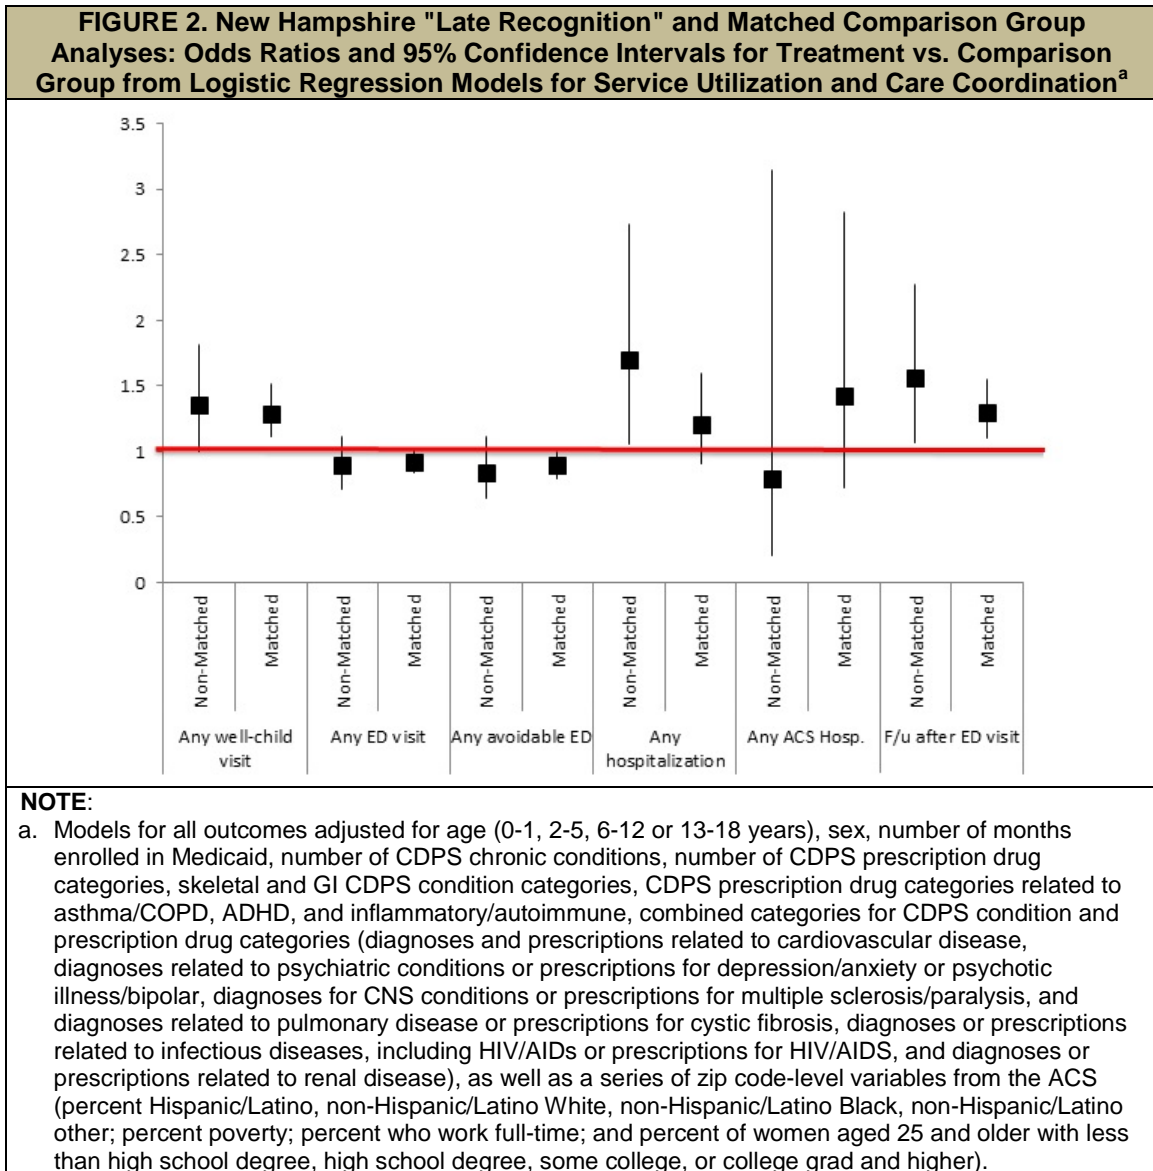 FIGURE 2. New Hampshire "Late Recognition" and Matched Comparison Group
Analyses: Odds Ratios and 95% Confidence Intervals for Treatment vs. Comparison
Group from Logistic Regression Models for Service Utilization and Care Coordinationª
3.5
3
2.5
2
1.5
1
0.5
0
Non-Matched
Matched
Non-Matched
Matched
Non-Matched
Matched
Non-Matched
Matched
Non-Matched
Matched
Non-Matched
Matched
Any well-child
visit
Any ED visit
Any avoidable ED
Any
hospitalization
Any ACS Hosp.
F/u after ED visit
NOTE:
a. Models for all outcomes adjusted for age (0-1, 2-5, 6-12 or 13-18 years), sex, number of months
enrolled in Medicaid, number of CDPS chronic conditions, number of CDPS prescription drug
categories, skeletal and GI CDPS condition categories, CDPS prescription drug categories related to
asthma/COPD, ADHD, and inflammatory/autoimmune, combined categories for CDPS condition and
prescription drug categories (diagnoses and prescriptions related to cardiovascular disease,
diagnoses related to psychiatric conditions or prescriptions for depression/anxiety or psychotic
illness/bipolar, diagnoses for CNS conditions or prescriptions for multiple sclerosis/paralysis, and
diagnoses related to pulmonary disease or prescriptions for cystic fibrosis, diagnoses or prescriptions
related to infectious diseases, including HIV/AIDs or prescriptions for HIV/AIDS, and diagnoses or
prescriptions related to renal disease), as well as a series of zip code-level variables from the ACS
(percent Hispanic/Latino, non-Hispanic/Latino White, non-Hispanic/Latino Black, non-Hispanic/Latino
other; percent poverty; percent who work full-time; and percent of women aged 25 and older with less
than high school degree, high school degree, some college, or college grad and higher).